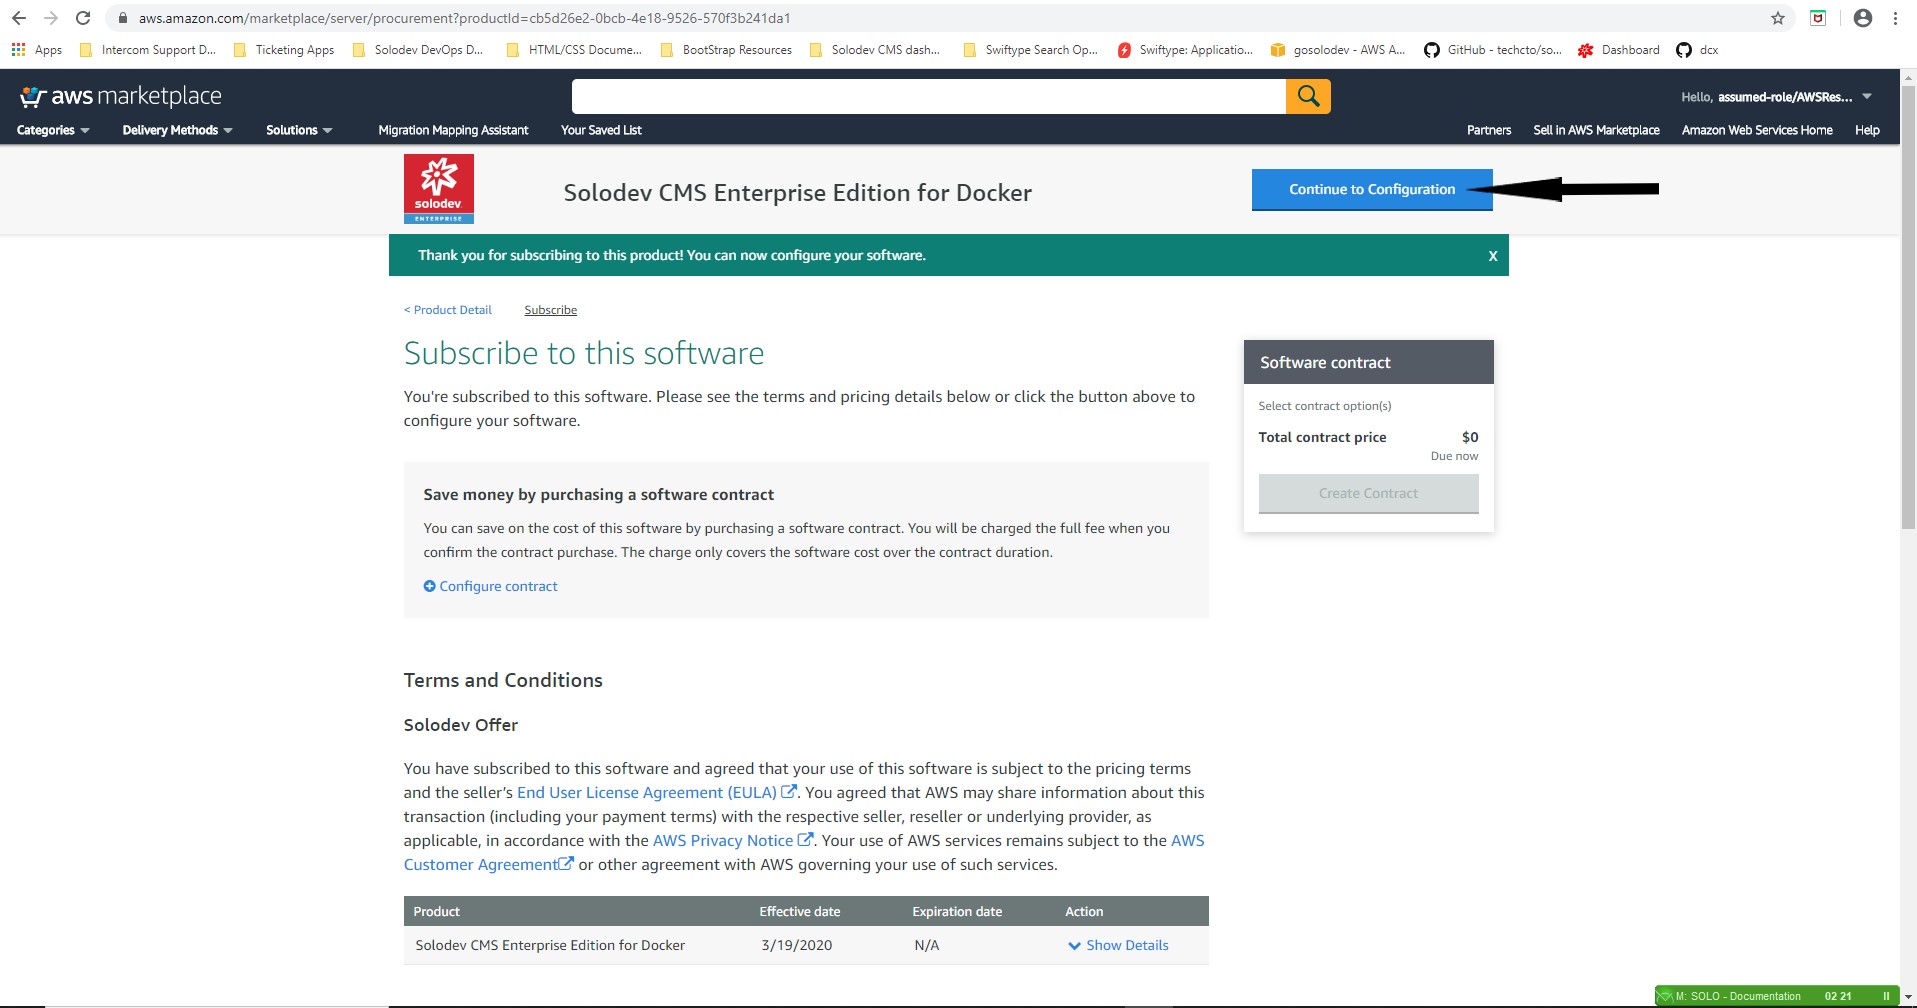 aws.amazon.com/marketplace/server/procurement?productId=cb5d26e2-0bcb-4e18-9526-570f3b241da1
Apps Intercom Support D... Ticketing Apps Solodev DevOps D... HTML/CSS Docume... BootStrap Resources Solodev CMS dash... Swiftype Search Op... Swiftype: Applicatio... gosolodev - AWS A... GitHub - techcto/so... Dashboard dcx
aws marketplace
Hello, assumed-role/AWSRes...
Categories Delivery Methods Solutions Migration Mapping Assistant Your Saved List Partners Sell in AWS Marketplace Amazon Web Services Home Help
solodev
ENTERPRISE
Solodev CMS Enterprise Edition for Docker
Continue to Configuration
Thank you for subscribing to this product! You can now configure your software. X
< Product Detail Subscribe
Subscribe to this software
You're subscribed to this software. Please see the terms and pricing details below or click the button above to
configure your software.
Save money by purchasing a software contract
You can save on the cost of this software by purchasing a software contract. You will be charged the full fee when you
confirm the contract purchase. The charge only covers the software cost over the contract duration.
Configure contract
Software contract
Select contract option(s)
Total contract price $0
Due now
Create Contract
Terms and Conditions
Solodev Offer
You have subscribed to this software and agreed that your use of this software is subject to the pricing terms
and the seller's End User License Agreement (EULA). You agreed that AWS may share information about this
transaction (including your payment terms) with the respective seller, reseller or underlying provider, as
applicable, in accordance with the AWS Privacy Notice. Your use of AWS services remains subject to the AWS
Customer Agreement or other agreement with AWS governing your use of such services.
Product Effective date Expiration date Action
Solodev CMS Enterprise Edition for Docker 3/19/2020 N/A Show Details
M: SOLO - Documentation 02 21